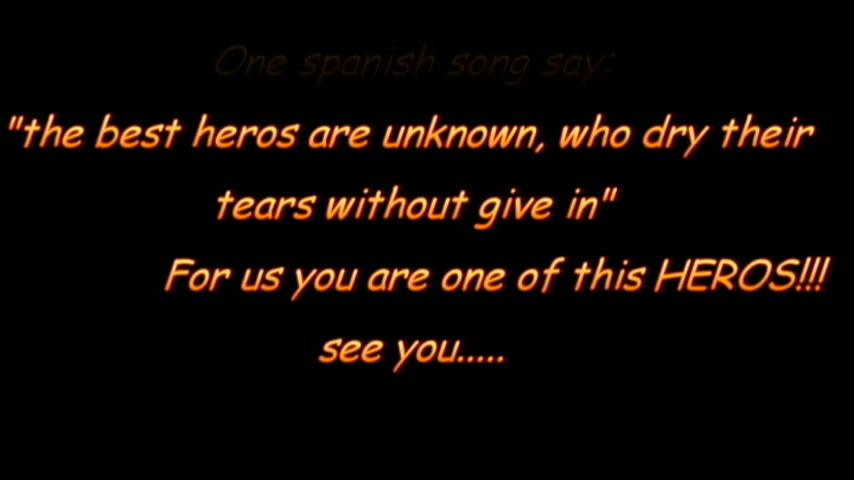 One spanish song say:
"the best heros are unknown, who dry their
tears without give in"
For us you are one of this HEROS!!!
see you.....